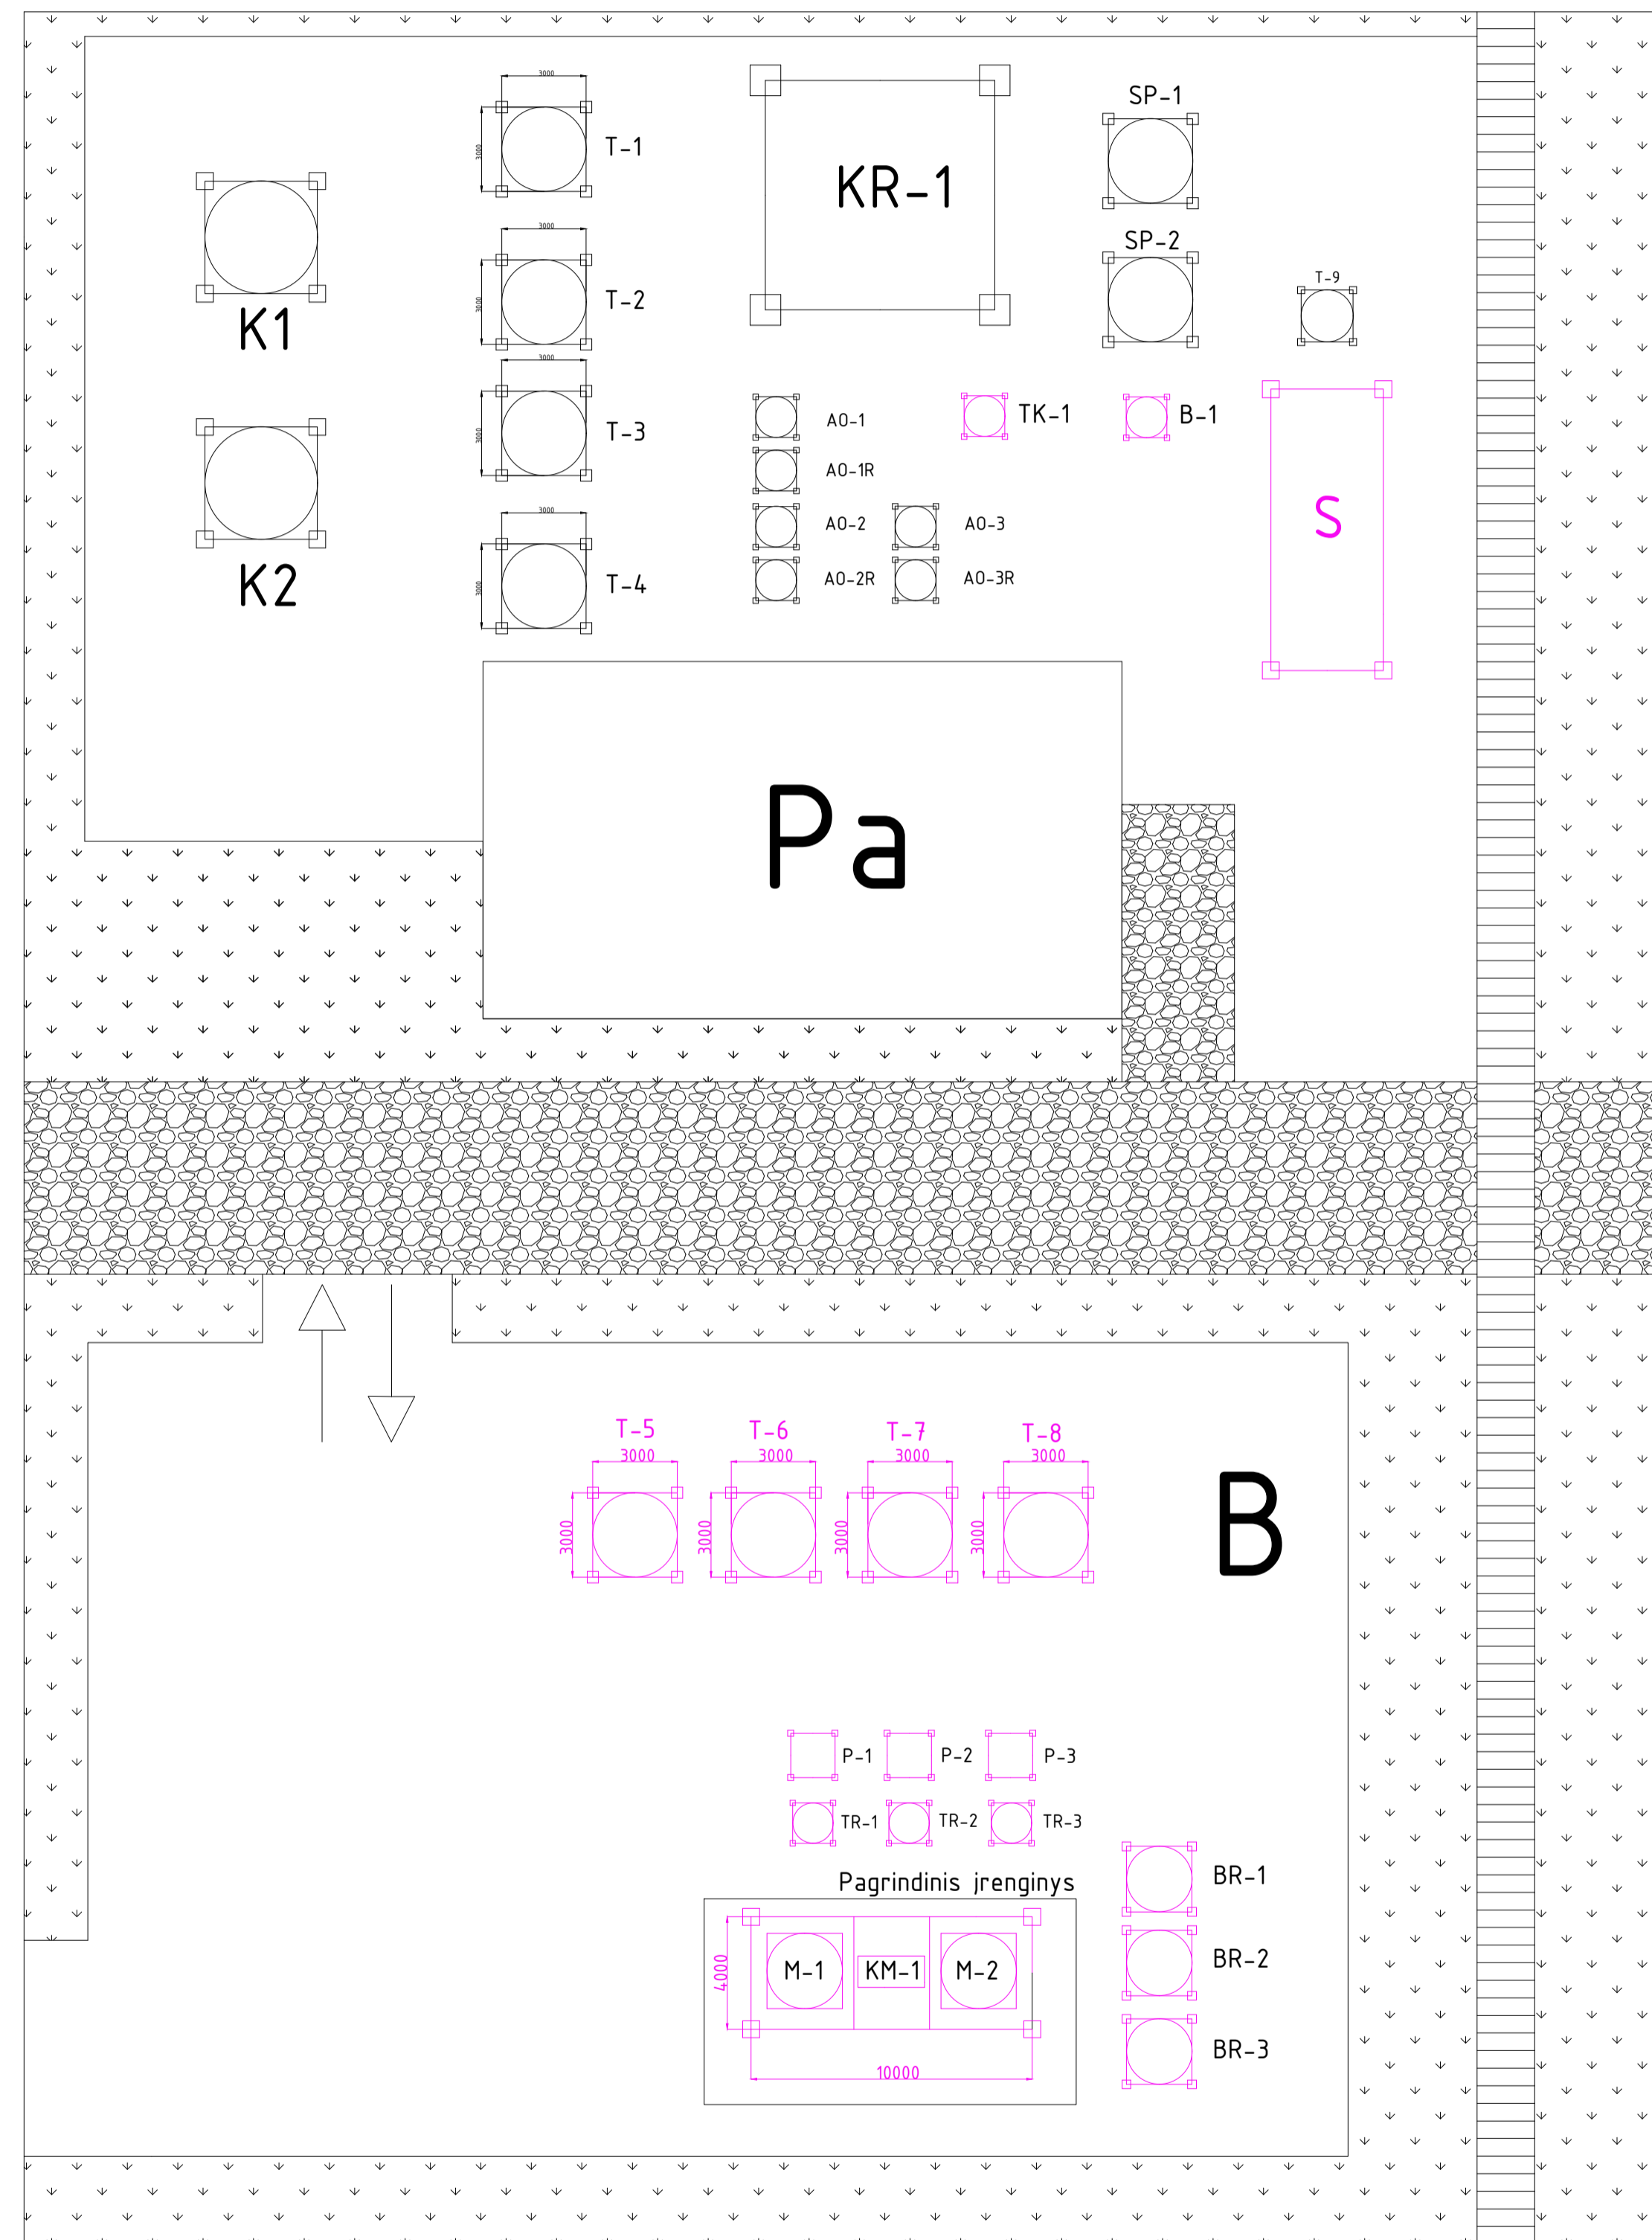 3000
SP-1
T-1
3000
KR-1
3000
SP-2
T-9
T-2
3000
K1
3000
AO-1
TK-1
B-1
T-3
3000
AO-1R
S
3000
AO-2
AO-3
K2
T-4
3000
AO-2R
AO-3R
Pa
T-5
T-6
T-7
T-8
3000
3000
3000
3000
B
3000
3000
3000
3000
P-1
P-2
P-3
TR-1
TR-2
TR-3
Pagrindinis įrenginys
BR-1
4000
M-1
KM-1
M-2
BR-2
BR-3
10000